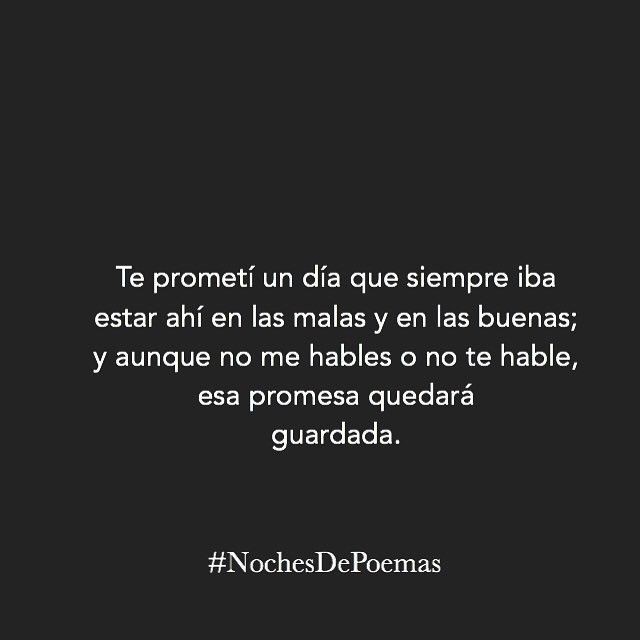 Te prometí un día que siempre iba
estar ahí en las malas y en las buenas;
y aunque no me hables o no te hable,
esa promesa quedará
guardada.
#NochesDePoemas